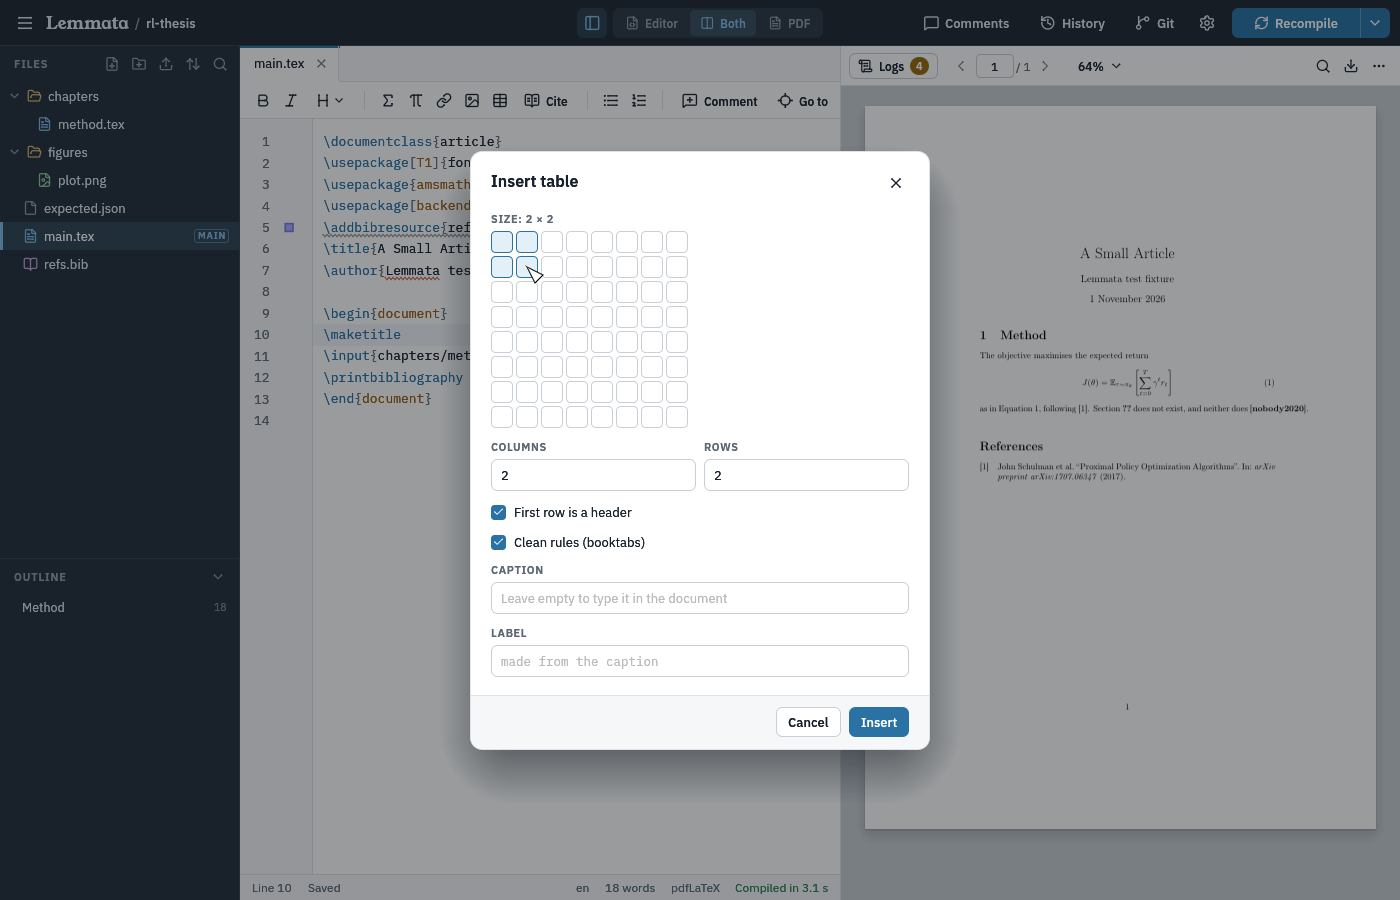 Lemmata / rl-thesis
Editor Both PDF
Comments History Git Recompile
FILES
chapters
method.tex
figures
plot.png
expected.json
main.tex MAIN
refs.bib
OUTLINE
Method 18
main.tex
B I H Cite Comment Go to
1 \documentclass{article}
2 \usepackage[T1]{fon
3 \usepackage{amsmath
4 \usepackage[backend
5 \addbibresource{ref
6 \title{A Small Arti
7 \author{Lemmata tes
8
9 \begin{document}
10 \maketitle
11 \input{chapters/met
12 \printbibliography
13 \end{document}
14
Line 10 Saved en 18 words pdfLaTeX Compiled in 3.1 s
Insert table
SIZE: 2 × 2
COLUMNS ROWS
2 2
First row is a header
Clean rules (booktabs)
CAPTION
Leave empty to type it in the document
LABEL
made from the caption
Cancel Insert
Logs 4 1 / 1 64%
A Small Article
Lemmata test fixture
1 November 2026
1 Method
The objective maximises the expected return
(1)
as in Equation 1, following [1]. Section ?? does not exist, and neither does [nobody2020].
References
[1] John Schulman et al. “Proximal Policy Optimization Algorithms”. In: arXiv
preprint arXiv:1707.06347 (2017).
1